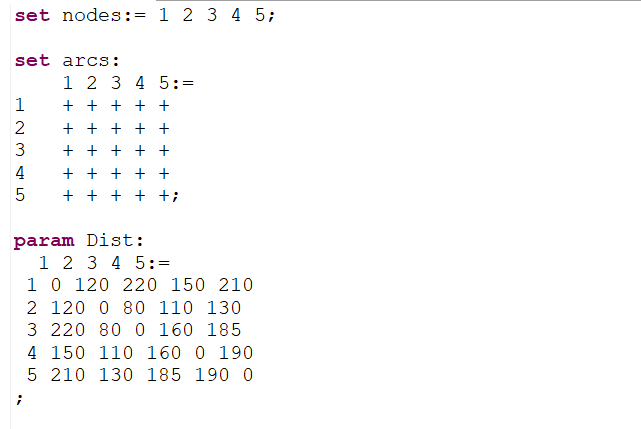 set nodes:= 1 2 3 4 5;
set arcs:
1 2 3 4 5:=
1 + + + + +
2 + + + + +
3 + + + + +
4 + + + + +
5 + + + + +;
param Dist:
1 2 3 4 5:=
1 0 120 220 150 210
2 120 0 80 110 130
3 220 80 0 160 185
4 150 110 160 0 190
5 210 130 185 190 0
;